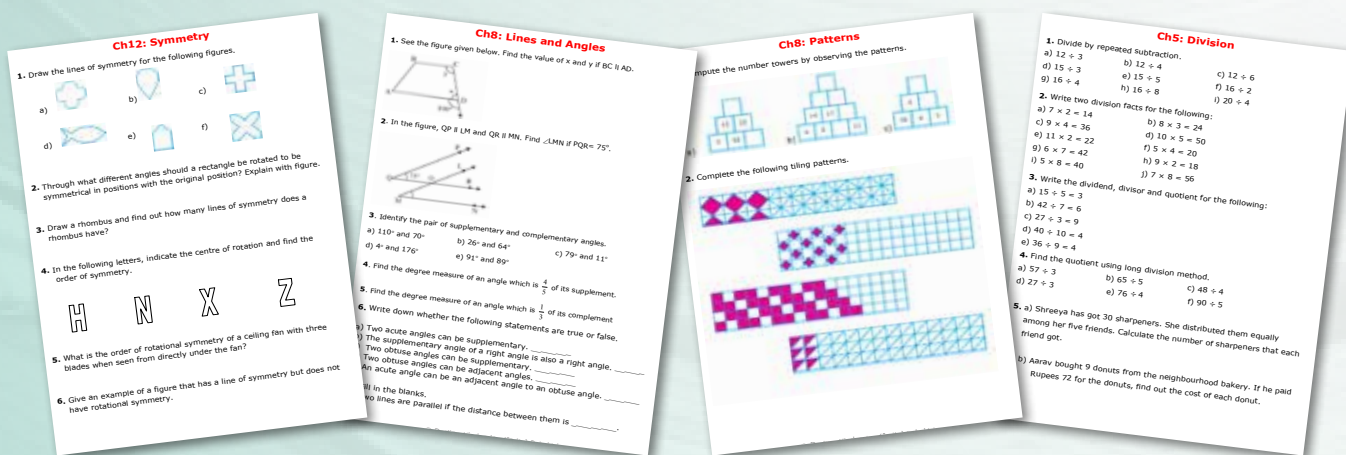 Ch12: Symmetry
1. Draw the lines of symmetry for the following figures.
a)
b)
c)
d)
e)
f)
2. Through what different angles should a rectangle be rotated to be
symmetrical in positions with the original position? Explain with figure.
3. Draw a rhombus and find out how many lines of symmetry does a
rhombus have?
4. In the following letters, indicate the centre of rotation and find the
order of symmetry.
H N X Z
5. What is the order of rotational symmetry of a ceiling fan with three
blades when seen from directly under the fan?
6. Give an example of a figure that has a line of symmetry but does not
have rotational symmetry.
Ch8: Lines and Angles
1. See the figure given below. Find the value of x and y if BC II AD.
2. In the figure, QP II LM and QR II MN. Find ∠LMN if PQR= 75°.
3. Identify the pair of supplementary and complementary angles.
a) 110° and 70°
b) 26° and 64°
c) 79° and 11°
d) 4° and 176°
e) 91° and 89°
4. Find the degree measure of an angle which is 4/5 of its supplement.
5. Find the degree measure of an angle which is 1/3 of its complement
6. Write down whether the following statements are true or false.
a) Two acute angles can be supplementary. ________
) The supplementary angle of a right angle is also a right angle. ______
Two obtuse angles can be supplementary. ________
Two obtuse angles can be adjacent angles. ________
An acute angle can be an adjacent angle to an obtuse angle. _______
ill in the blanks.
wo lines are parallel if the distance between them is ________.
Ch8: Patterns
mpute the number towers by observing the patterns.
2. Complete the following tiling patterns.
Ch5: Division
1. Divide by repeated subtraction.
a) 12 ÷ 3
b) 12 ÷ 4
c) 12 ÷ 6
d) 15 ÷ 3
e) 15 ÷ 5
f) 16 ÷ 2
g) 16 ÷ 4
h) 16 ÷ 8
i) 20 ÷ 4
2. Write two division facts for the following:
a) 7 × 2 = 14
b) 8 × 3 = 24
c) 9 × 4 = 36
d) 10 × 5 = 50
e) 11 × 2 = 22
f) 5 × 4 = 20
g) 6 × 7 = 42
h) 9 × 2 = 18
i) 5 × 8 = 40
j) 7 × 8 = 56
3. Write the dividend, divisor and quotient for the following:
a) 15 ÷ 5 = 3
b) 42 ÷ 7 = 6
c) 27 ÷ 3 = 9
d) 40 ÷ 10 = 4
e) 36 ÷ 9 = 4
4. Find the quotient using long division method.
a) 57 ÷ 3
b) 65 ÷ 5
c) 48 ÷ 4
d) 27 ÷ 3
e) 76 ÷ 4
f) 90 ÷ 5
5. a) Shreeya has got 30 sharpeners. She distributed them equally
among her five friends. Calculate the number of sharpeners that each
friend got.
b) Aarav bought 9 donuts from the neighbourhood bakery. If he paid
Rupees 72 for the donuts, find out the cost of each donut.